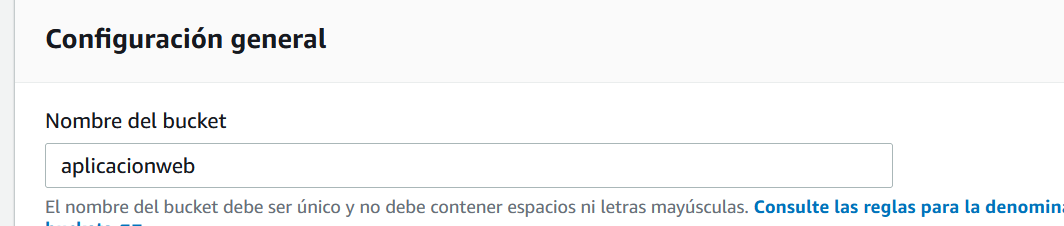 Configuración general
Nombre del bucket
aplicacionweb
El nombre del bucket debe ser único y no debe contener espacios ni letras mayúsculas. Consulte las reglas para la